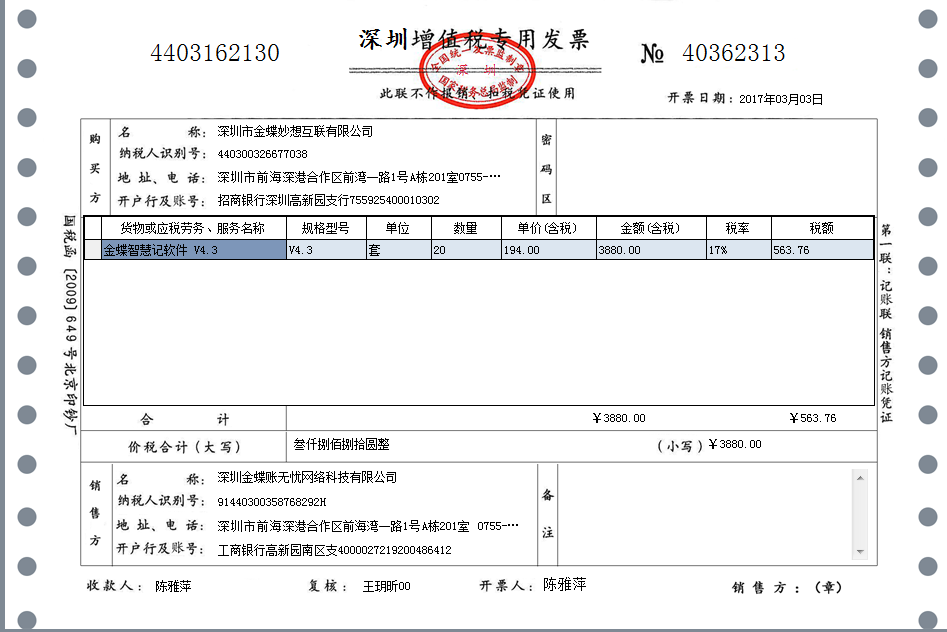 深圳增值税专用发票
4403162130
№ 40362313
全国统一发票监制章
深圳
国家税务总局监制
此联不作报销、扣税凭证使用
开票日期：2017年03月03日
购买方
名 称：深圳市金蝶妙想互联有限公司
纳税人识别号：440300326677038
地 址、电 话：深圳市前海深港合作区前湾一路1号A栋201室0755-…
开户行及账号：招商银行深圳高新园支行755925400010302
密码区
货物或应税劳务、服务名称 规格型号 单位 数量 单价(含税) 金额(含税) 税率 税额
金蝶智慧记软件 V4.3 V4.3 套 20 194.00 3880.00 17% 563.76
合 计 ￥3880.00 ￥563.76
价税合计（大写） 叁仟捌佰捌拾圆整 （小写）￥3880.00
销售方
名 称：深圳金蝶账无忧网络科技有限公司
纳税人识别号：91440300358768292H
地 址、电 话：深圳市前海深港合作区前海湾一路1号A栋201室 0755-…
开户行及账号：工商银行高新园南区支4000027219200486412
备注
收款人：陈雅萍 复核：王玥昕00 开票人：陈雅萍 销售方：（章）
国税函[2009]649号北京印钞厂
第一联：记账联 销售方记账凭证